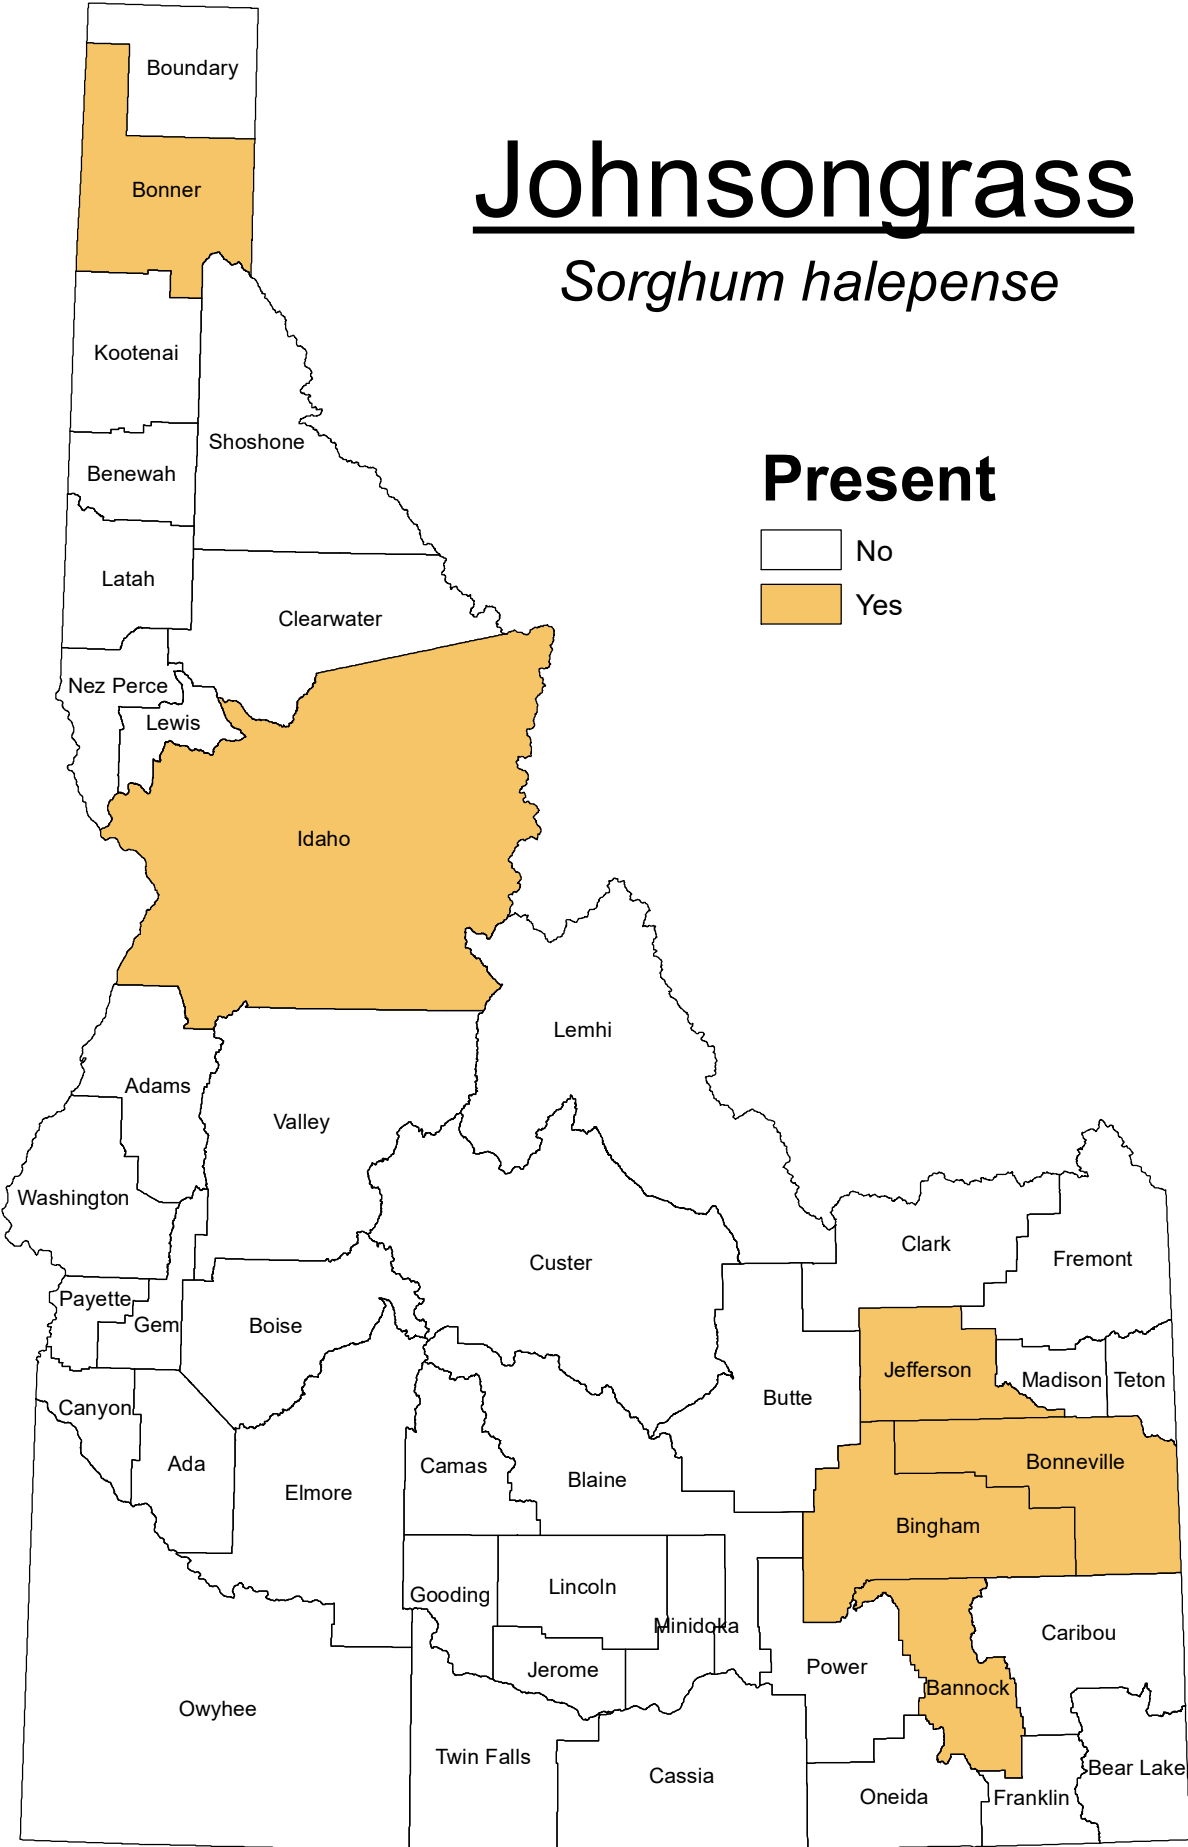 Boundary
Johnsongrass
Bonner
Sorghum halepense
Kootenai
Shoshone
Present
Benewah
No
Latah
Yes
Clearwater
Nez Perce
Lewis
Idaho
Lemhi
Adams
Valley
Washington
Clark
Fremont
Custer
Payette
Gem
Boise
Jefferson
Madison
Teton
Butte
Canyon
Ada
Camas
Bonneville
Blaine
Elmore
Bingham
Gooding
Lincoln
Minidoka
Caribou
Power
Jerome
Bannock
Owyhee
Twin Falls
Bear Lake
Cassia
Oneida
Franklin